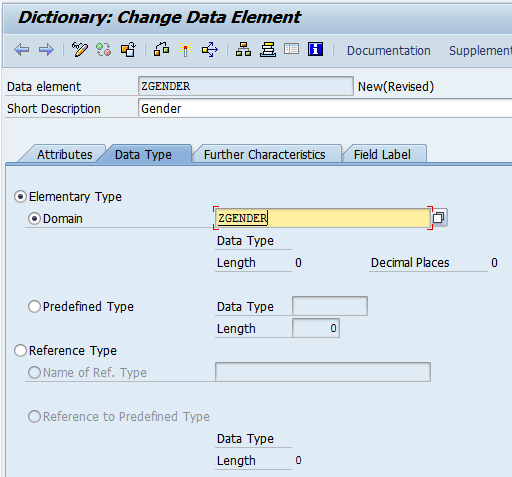 Dictionary: Change Data Element
Documentation Supplement
Data element ZGENDER New(Revised)
Short Description Gender
Attributes Data Type Further Characteristics Field Label
Elementary Type
Domain ZGENDER
Data Type
Length 0 Decimal Places 0
Predefined Type Data Type
Length 0
Reference Type
Name of Ref. Type
Reference to Predefined Type
Data Type
Length 0